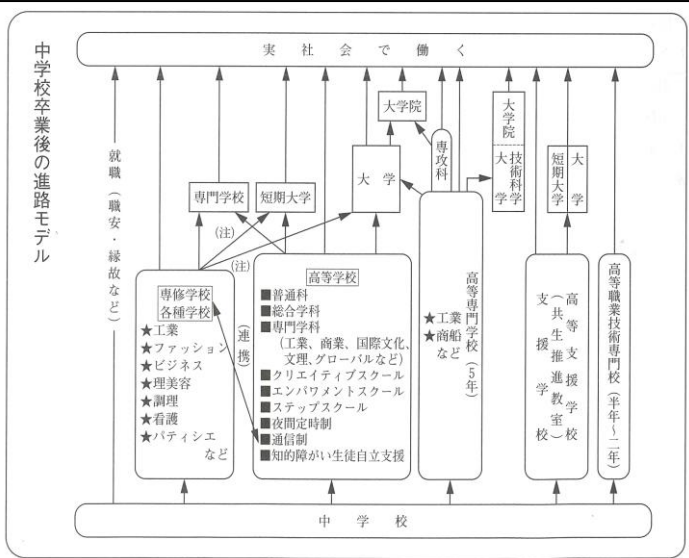 中学校卒業後の進路モデル
実社会で働く
就職（職安・縁故など）
専門学校
短期大学
大学
大学院
専攻科
大学院
技術科学
大学
大学
短期大学
(注)
(注)
専修学校
各種学校
★工業
★ファッション
★ビジネス
★理美容
★調理
★看護
★パティシエ
など
（連携）
高等学校
■普通科
■総合学科
■専門学科
(工業、商業、国際文化、
文理、グローバルなど)
■クリエイティブスクール
■エンパワメントスクール
■ステップスクール
■夜間定時制
■通信制
■知的障がい生徒自立支援
高等専門学校（5年）
★工業
★商船
など
高等支援学校
（共生推進教室）
支援学校
高等職業技術専門校（半年～二年）
中学校